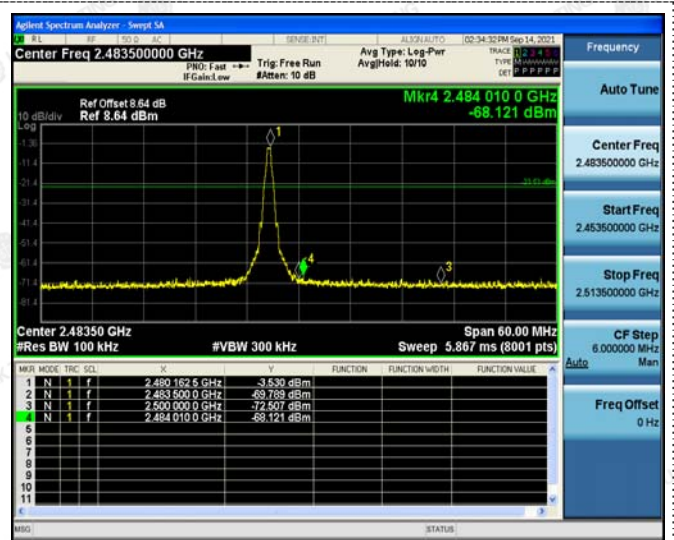 Agilent Spectrum Analyzer - Swept SA
RL RF 50 Ω AC SENSE:INT ALIGN AUTO 02:34:32 PM Sep 14, 2021
Center Freq 2.483500000 GHz
PNO: Fast
IFGain:Low
Trig: Free Run
#Atten: 10 dB
Avg Type: Log-Pwr
Avg|Hold: 10/10
TRACE 1 2 3 4 5 6
TYPE
DET P P P P P P
Frequency
Auto Tune
Center Freq
2.483500000 GHz
Start Freq
2.453500000 GHz
Stop Freq
2.513500000 GHz
CF Step
6.000000 MHz
Auto Man
Freq Offset
0 Hz
Mkr4 2.484 010 0 GHz
-68.121 dBm
Ref Offset 8.64 dB
10 dB/div Ref 8.64 dBm
Log
-1.36
-11.4
-21.4
-31.4
-41.4
-51.4
-61.4
-71.4
-81.4
1
4
3
Center 2.48350 GHz Span 60.00 MHz
#Res BW 100 kHz #VBW 300 kHz Sweep 5.867 ms (8001 pts)
MKR MODE TRC SCL X Y FUNCTION FUNCTION WIDTH FUNCTION VALUE
1 N 1 f 2.480 162 5 GHz -3.530 dBm
2 N 1 f 2.483 500 0 GHz -69.789 dBm
3 N 1 f 2.500 000 0 GHz -72.507 dBm
4 N 1 f 2.484 010 0 GHz -68.121 dBm
5
6
7
8
9
10
11
MSG STATUS